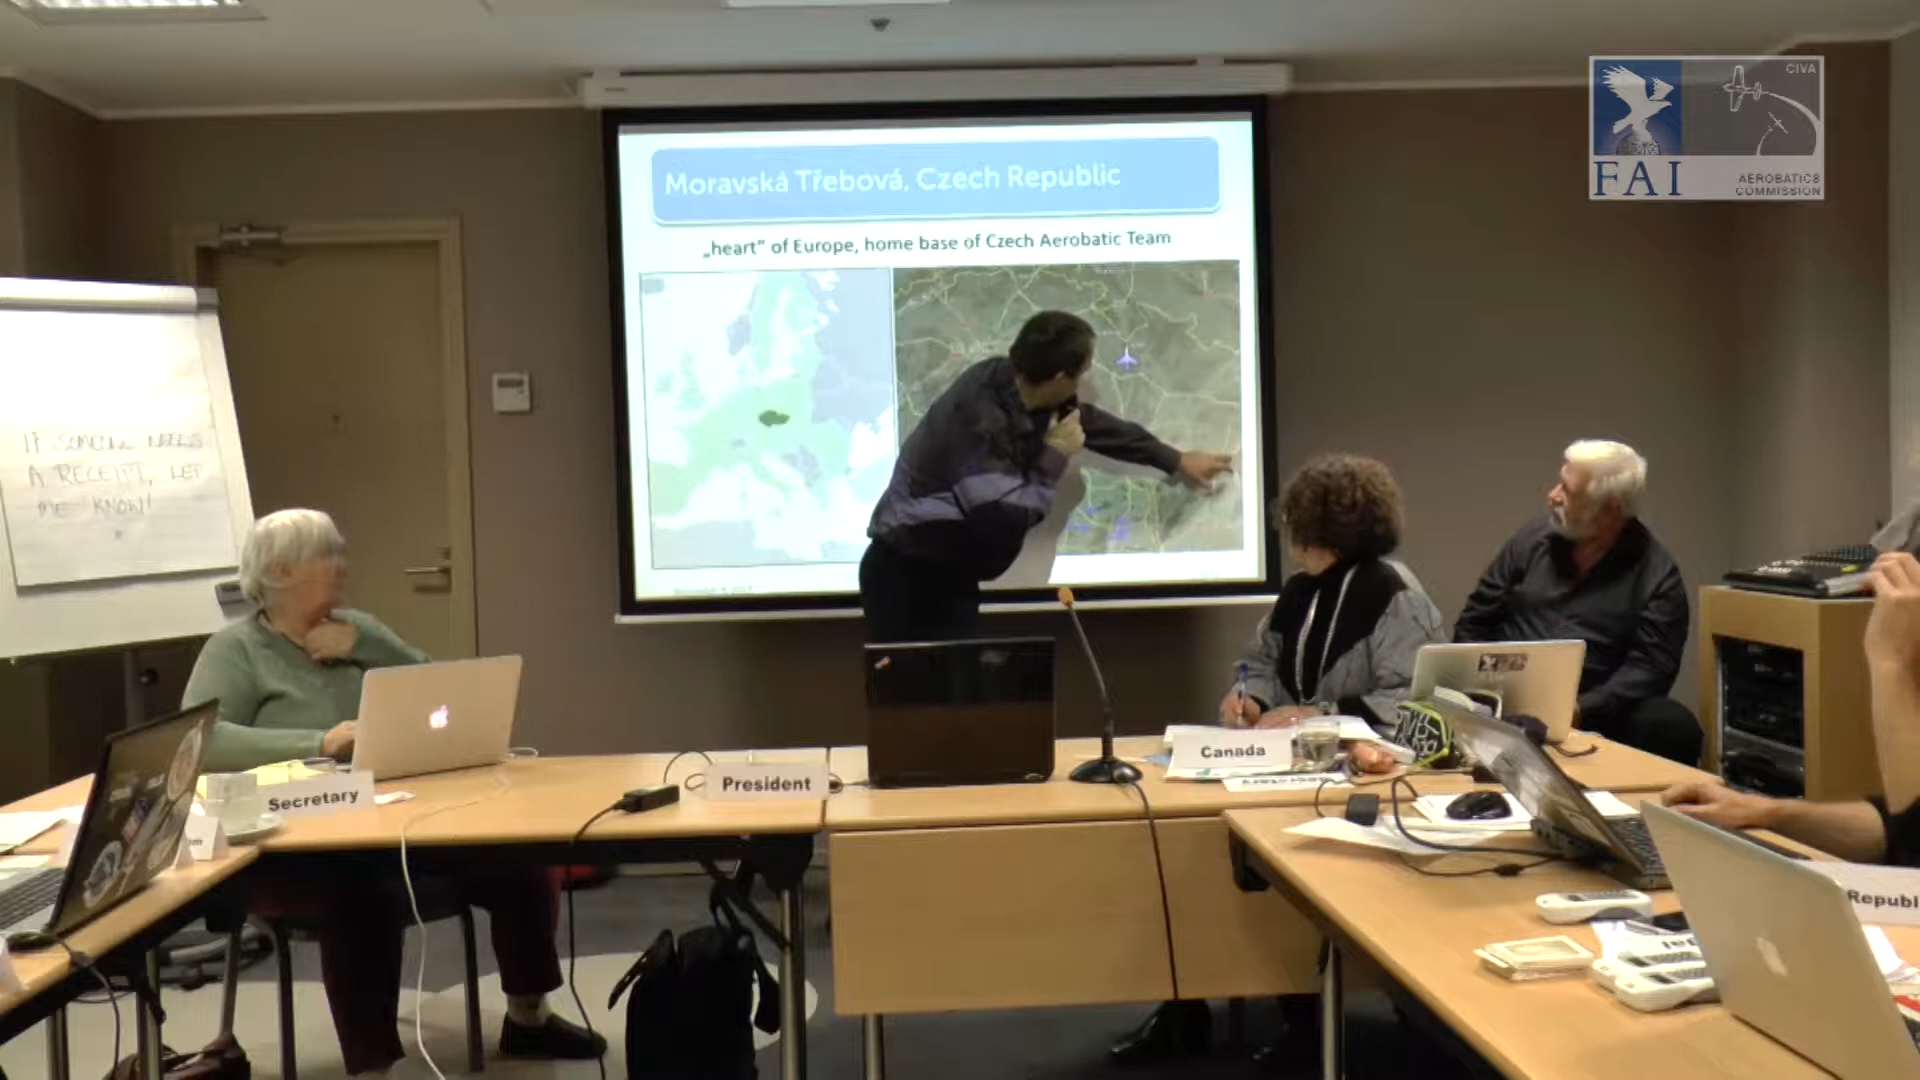 CIVA
FAI
AEROBATICS
COMMISSION
Moravská Třebová, Czech Republic
„heart” of Europe, home base of Czech Aerobatic Team
IF SOMEONE NEEDS
A RECEIPT, LET
ME KNOW!
Secretary
President
Canada
Republ